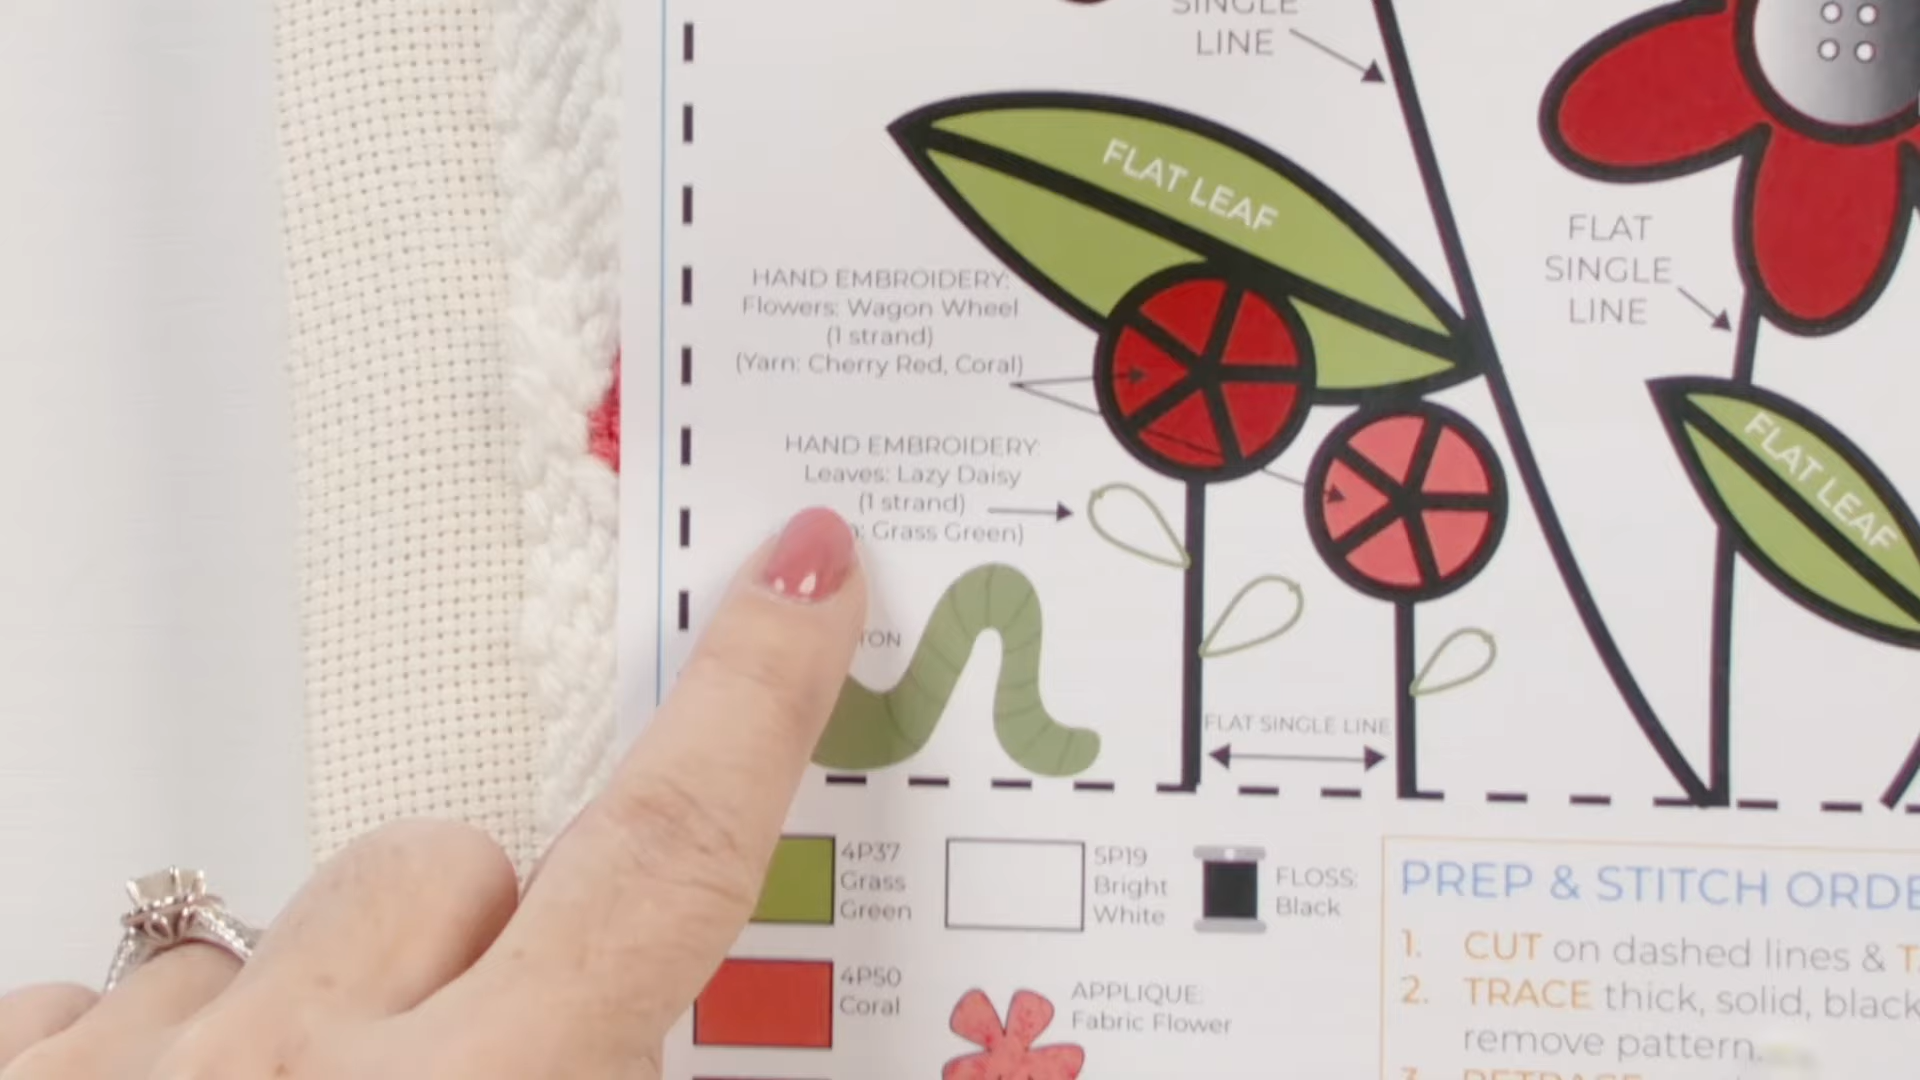 SINGLE
LINE
FLAT LEAF
FLAT
SINGLE
LINE
HAND EMBROIDERY:
Flowers: Wagon Wheel
(1 strand)
(Yarn: Cherry Red, Coral)
HAND EMBROIDERY:
Leaves: Lazy Daisy
(1 strand)
Grass Green)
FLAT LEAF
FLAT SINGLE LINE
4P37
Grass
Green
5P19
Bright
White
FLOSS:
Black
4P50
Coral
APPLIQUE:
Fabric Flower
PREP & STITCH ORDE
1. CUT on dashed lines &
2. TRACE thick, solid, black
remove pattern.
3.